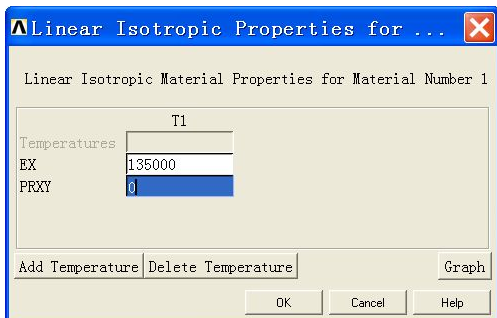 Linear Isotropic Properties for ...
Linear Isotropic Material Properties for Material Number 1
T1
Temperatures
EX 135000
PRXY 0
Add Temperature Delete Temperature Graph
OK Cancel Help